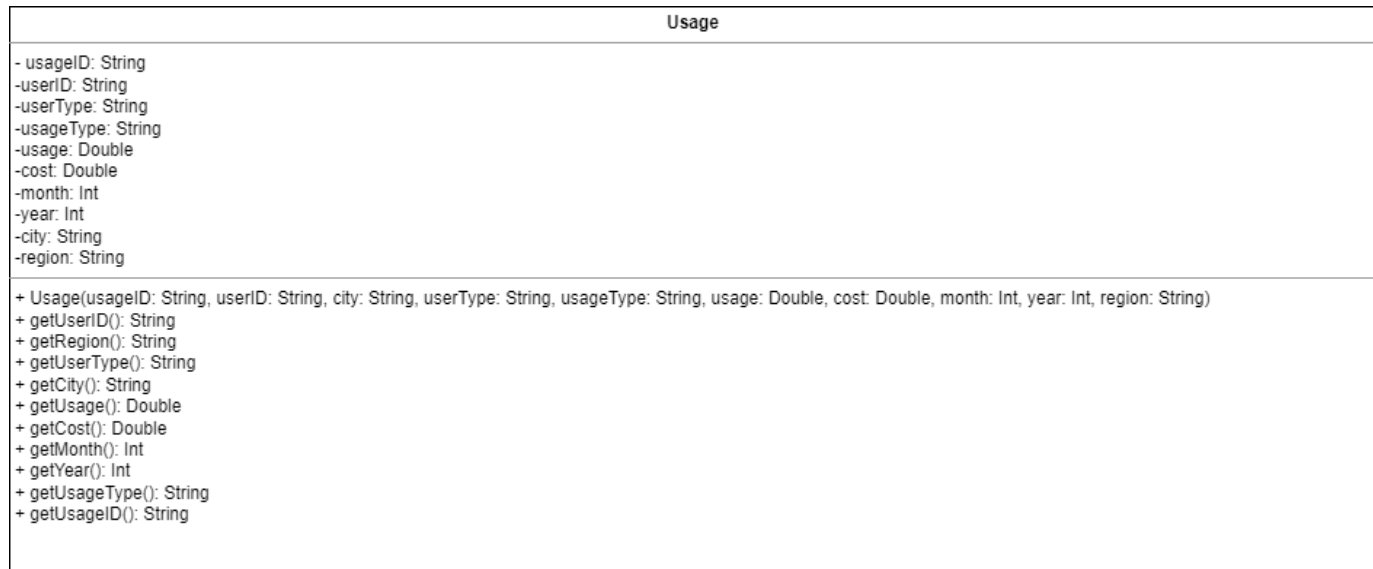 Usage
- usageID: String
-userID: String
-userType: String
-usageType: String
-usage: Double
-cost: Double
-month: Int
-year: Int
-city: String
-region: String
+ Usage(usageID: String, userID: String, city: String, userType: String, usageType: String, usage: Double, cost: Double, month: Int, year: Int, region: String)
+ getUserID(): String
+ getRegion(): String
+ getUserType(): String
+ getCity(): String
+ getUsage(): Double
+ getCost(): Double
+ getMonth(): Int
+ getYear(): Int
+ getUsageType(): String
+ getUsageID(): String